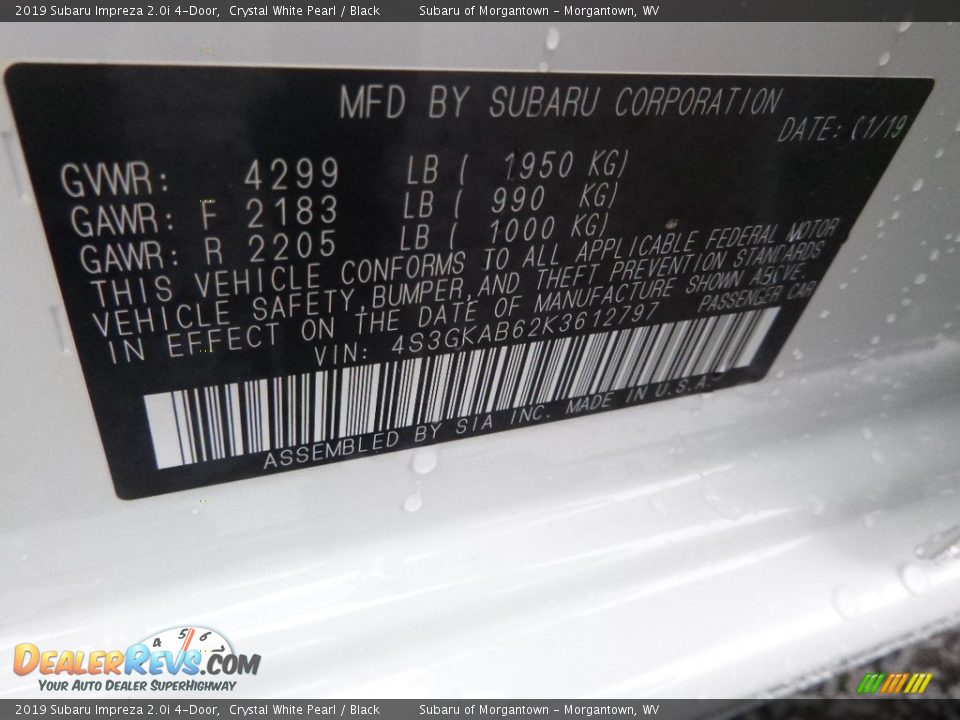 2019 Subaru Impreza 2.0i 4-Door, Crystal White Pearl / Black Subaru of Morgantown - Morgantown, WV
MFD BY SUBARU CORPORATION
DATE: 01/19
GVWR: 4299 LB ( 1950 KG)
GAWR: F 2183 LB ( 990 KG)
GAWR: R 2205 LB ( 1000 KG)
THIS VEHICLE CONFORMS TO ALL APPLICABLE FEDERAL MOTOR
VEHICLE SAFETY, BUMPER, AND THEFT PREVENTION STANDARDS
IN EFFECT ON THE DATE OF MANUFACTURE SHOWN ABOVE.
VIN: 4S3GKAB62K3612797 PASSENGER CAR
ASSEMBLED BY SIA INC. MADE IN U.S.A.
4 5 6
DealerRevs.com
Your Auto Dealer SuperHighway
2019 Subaru Impreza 2.0i 4-Door, Crystal White Pearl / Black Subaru of Morgantown - Morgantown, WV